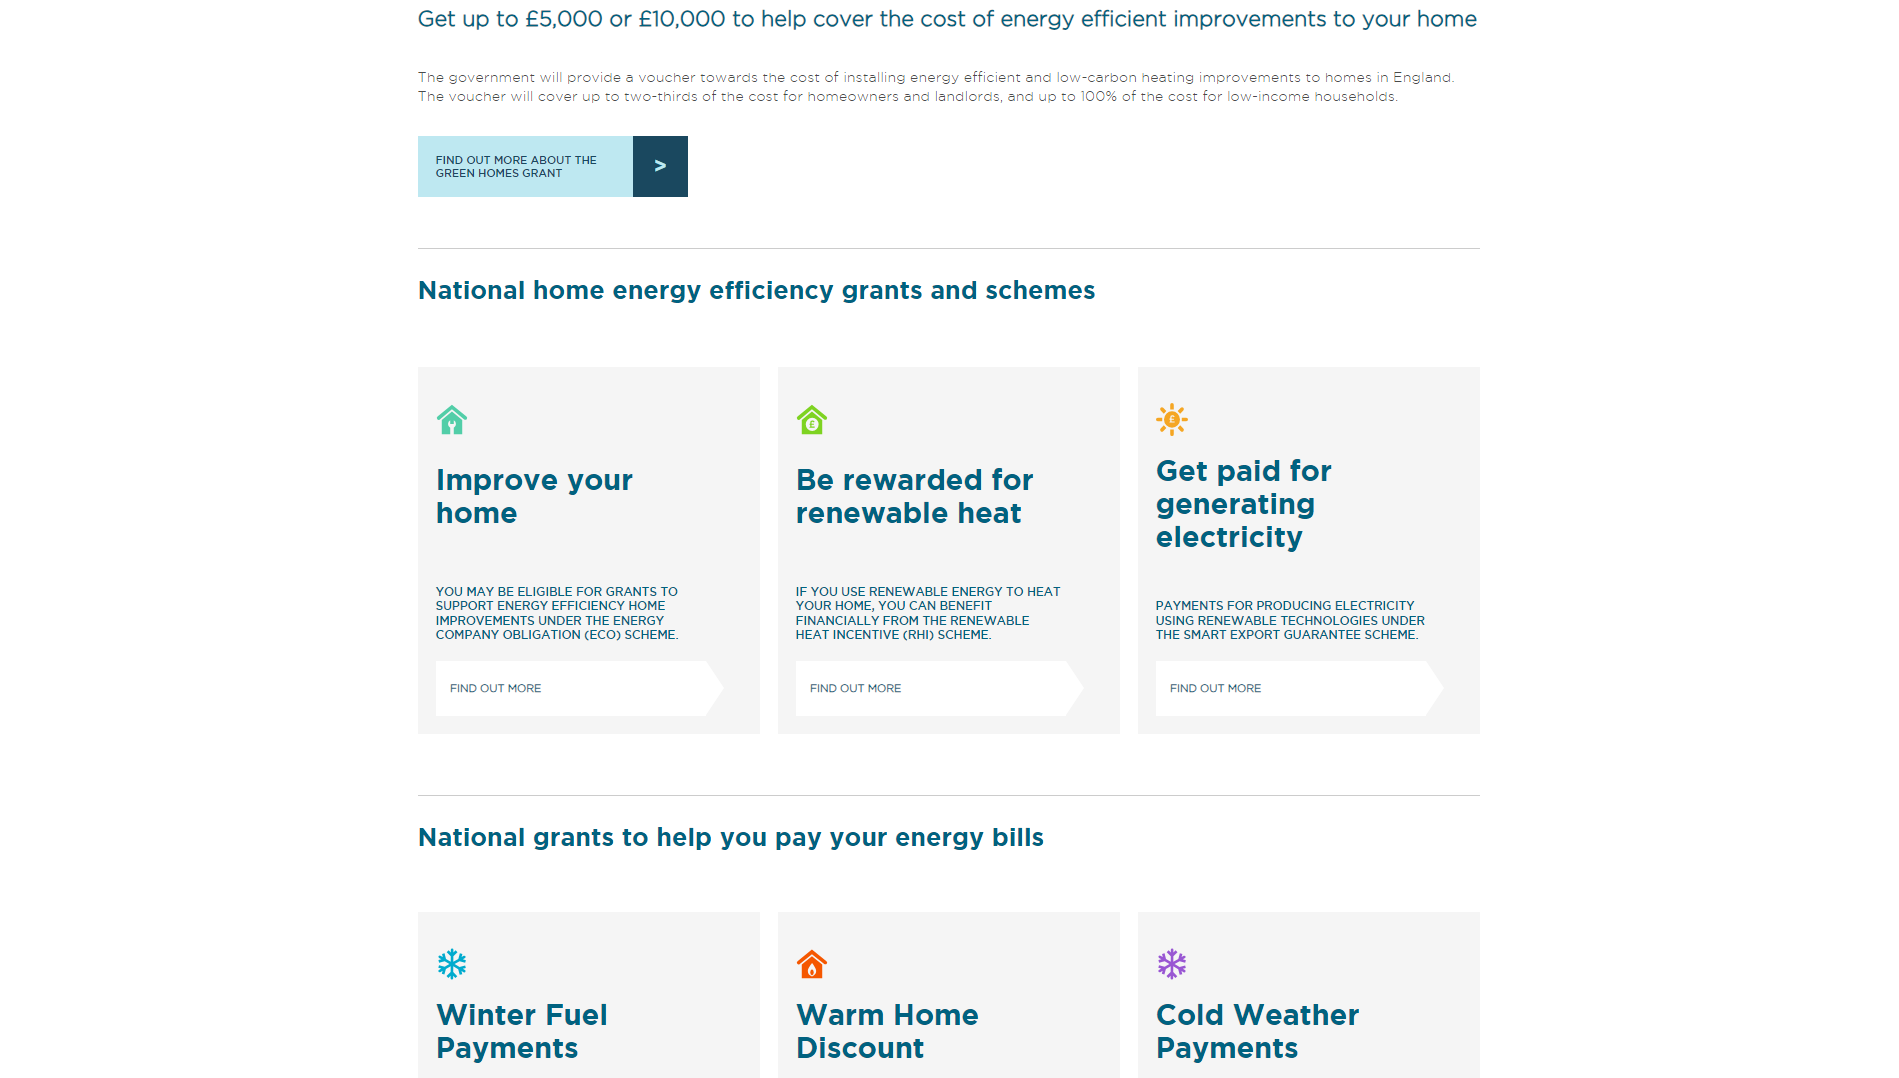 Get up to £5,000 or £10,000 to help cover the cost of energy efficient improvements to your home
The government will provide a voucher towards the cost of installing energy efficient and low-carbon heating improvements to homes in England.
The voucher will cover up to two-thirds of the cost for homeowners and landlords, and up to 100% of the cost for low-income households.
FIND OUT MORE ABOUT THE
GREEN HOMES GRANT
>
National home energy efficiency grants and schemes
£
£
Improve your
home
Be rewarded for
renewable heat
Get paid for
generating
electricity
YOU MAY BE ELIGIBLE FOR GRANTS TO
SUPPORT ENERGY EFFICIENCY HOME
IMPROVEMENTS UNDER THE ENERGY
COMPANY OBLIGATION (ECO) SCHEME.
IF YOU USE RENEWABLE ENERGY TO HEAT
YOUR HOME, YOU CAN BENEFIT
FINANCIALLY FROM THE RENEWABLE
HEAT INCENTIVE (RHI) SCHEME.
PAYMENTS FOR PRODUCING ELECTRICITY
USING RENEWABLE TECHNOLOGIES UNDER
THE SMART EXPORT GUARANTEE SCHEME.
FIND OUT MORE
FIND OUT MORE
FIND OUT MORE
National grants to help you pay your energy bills
Winter Fuel
Payments
Warm Home
Discount
Cold Weather
Payments